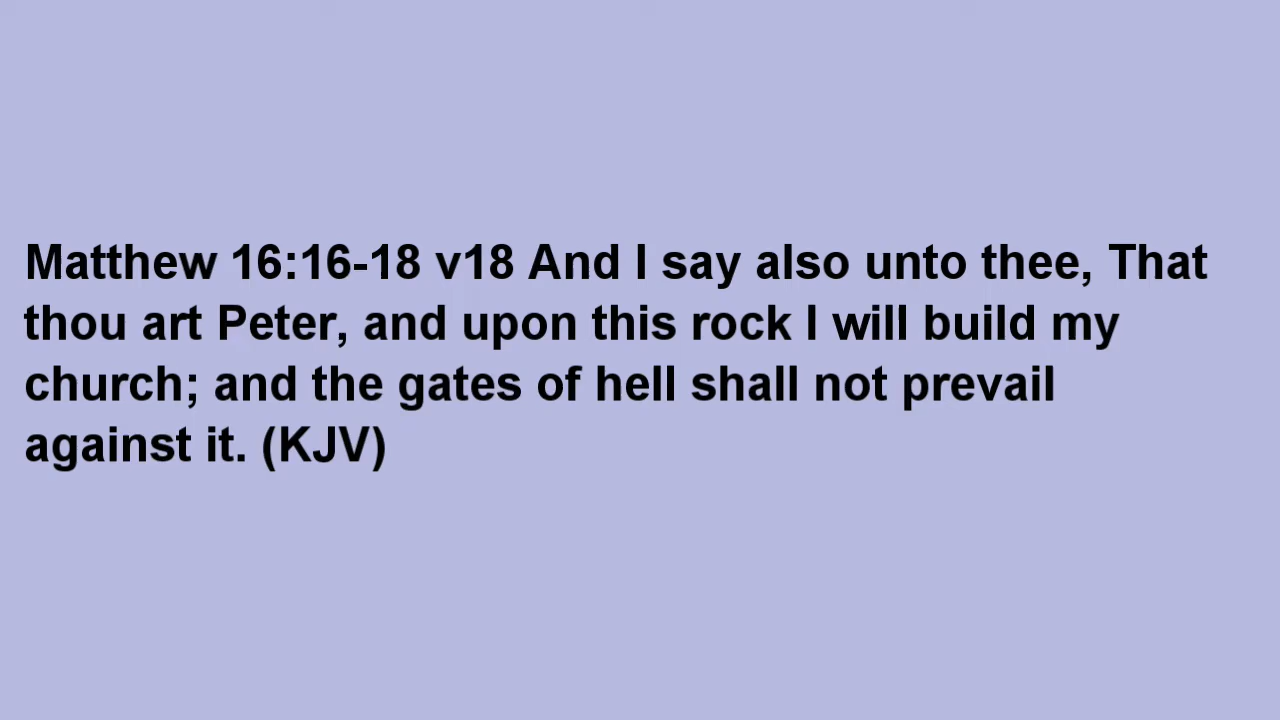 Matthew 16:16-18 v18 And I say also unto thee, That
thou art Peter, and upon this rock I will build my
church; and the gates of hell shall not prevail
against it. (KJV)